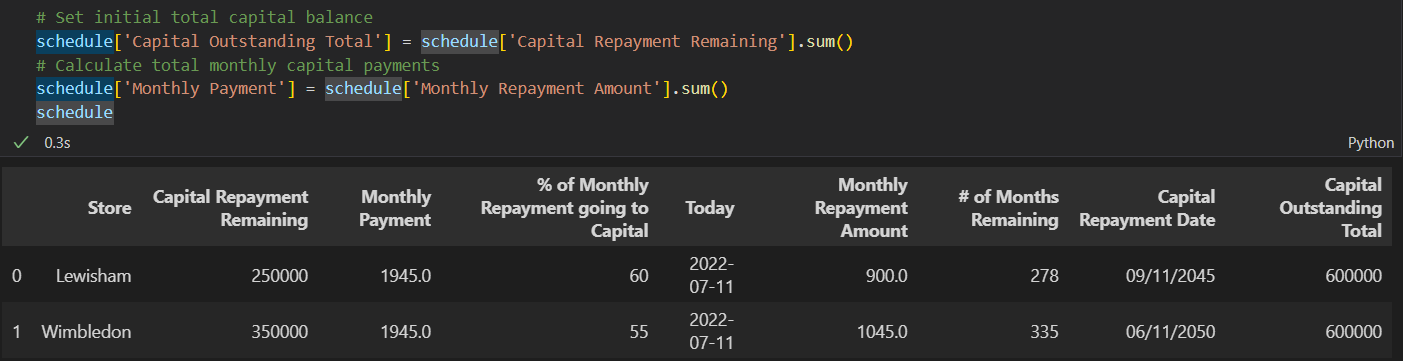 # Set initial total capital balance
schedule['Capital Outstanding Total'] = schedule['Capital Repayment Remaining'].sum()
# Calculate total monthly capital payments
schedule['Monthly Payment'] = schedule['Monthly Repayment Amount'].sum()
schedule
0.3s Python
Store Capital Repayment Remaining Monthly Payment % of Monthly Repayment going to Capital Today Monthly Repayment Amount # of Months Remaining Capital Repayment Date Capital Outstanding Total
0 Lewisham 250000 1945.0 60 2022-07-11 900.0 278 09/11/2045 600000
1 Wimbledon 350000 1945.0 55 2022-07-11 1045.0 335 06/11/2050 600000